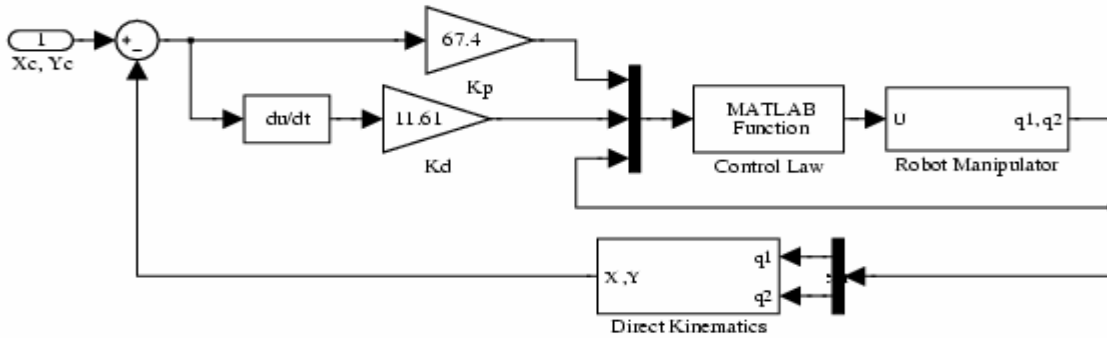 1
Xc, Yc
+
-
67.4
Kp
du/dt
11.61
Kd
MATLAB
Function
Control Law
U
q1, q2
Robot Manipulator
X ,Y
q1
q2
Direct Kinematics